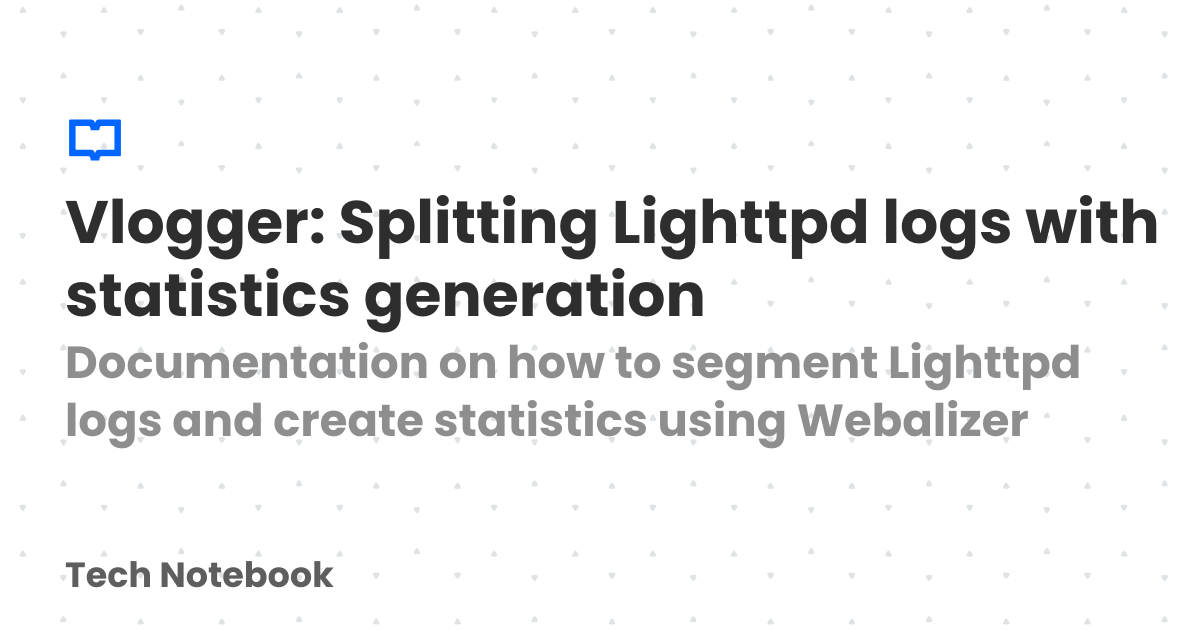 Vlogger: Splitting Lighttpd logs with
statistics generation
Documentation on how to segment Lighttpd
logs and create statistics using Webalizer
Tech Notebook